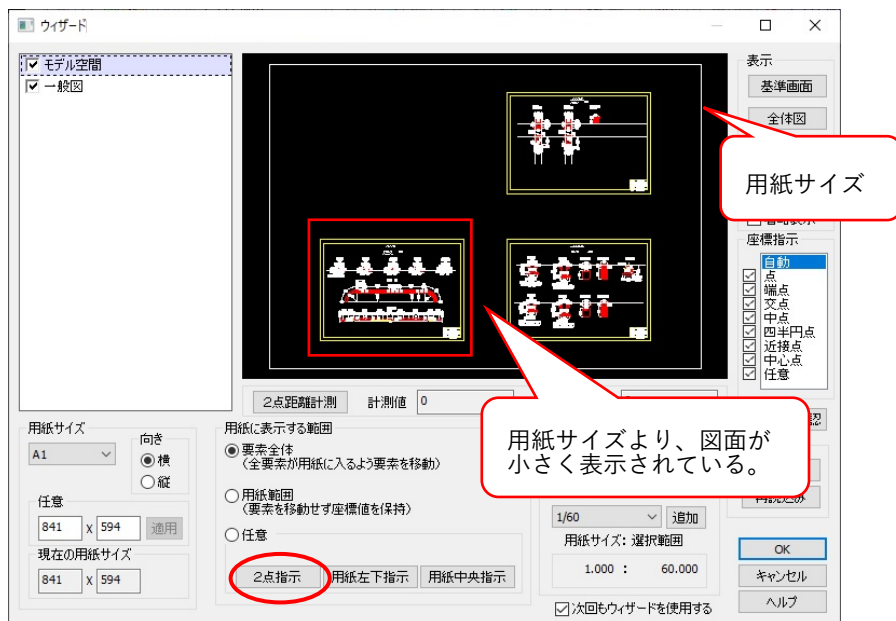 ウィザード
モデル空間
一般図
表示
基準画面
全体図
用紙サイズ
座標指示
自動
点
端点
交点
中点
四半円点
近接点
中心点
任意
2点距離計測
計測値
0
用紙サイズより、図面が
小さく表示されている。
用紙サイズ
A1
向き
横
縦
任意
841 x 594
適用
現在の用紙サイズ
841 x 594
用紙に表示する範囲
要素全体
(全要素が用紙に入るよう要素を移動)
用紙範囲
(要素を移動せず座標値を保持)
任意
2点指示
用紙左下指示
用紙中央指示
1/60
追加
用紙サイズ: 選択範囲
1.000 : 60.000
次回もウィザードを使用する
OK
キャンセル
ヘルプ